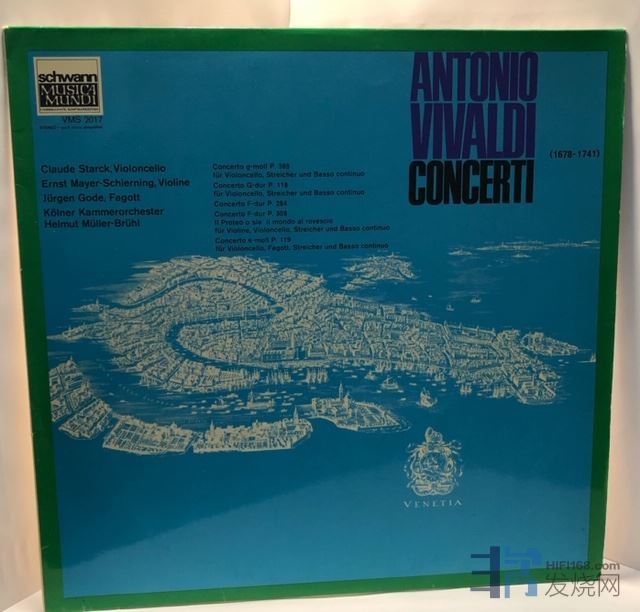 schwann
MUSICA
MUNDI
VMS 2017
ANTONIO
VIVALDI
(1678-1741)
CONCERTI
Claude Starck, Violoncello
Ernst Mayer-Schierning, Violine
Jürgen Gode, Fagott
Kölner Kammerorchester
Helmut Müller-Brühl
Concerto g-moll P. 369
für Violoncello, Streicher und Basso continuo
Concerto G-dur P. 118
für Violoncello, Streicher und Basso continuo
Concerto F-dur P. 284
Concerto F-dur P. 308
Il Proteo o sia Il mondo al rovescio
für Violine, Violoncello, Streicher und Basso continuo
Concerto e-moll P. 119
für Violoncello, Fagott, Streicher und Basso continuo
VENETIA
HIFI168.com
发烧网